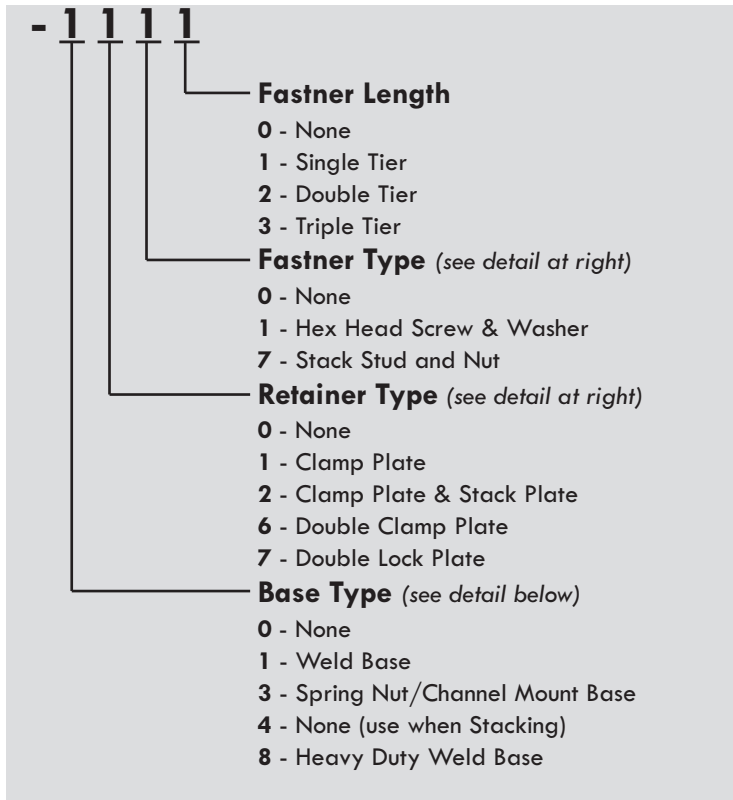 - 1 1 1 1
Fastner Length
0 - None
1 - Single Tier
2 - Double Tier
3 - Triple Tier
Fastner Type (see detail at right)
0 - None
1 - Hex Head Screw & Washer
7 - Stack Stud and Nut
Retainer Type (see detail at right)
0 - None
1 - Clamp Plate
2 - Clamp Plate & Stack Plate
6 - Double Clamp Plate
7 - Double Lock Plate
Base Type (see detail below)
0 - None
1 - Weld Base
3 - Spring Nut/Channel Mount Base
4 - None (use when Stacking)
8 - Heavy Duty Weld Base